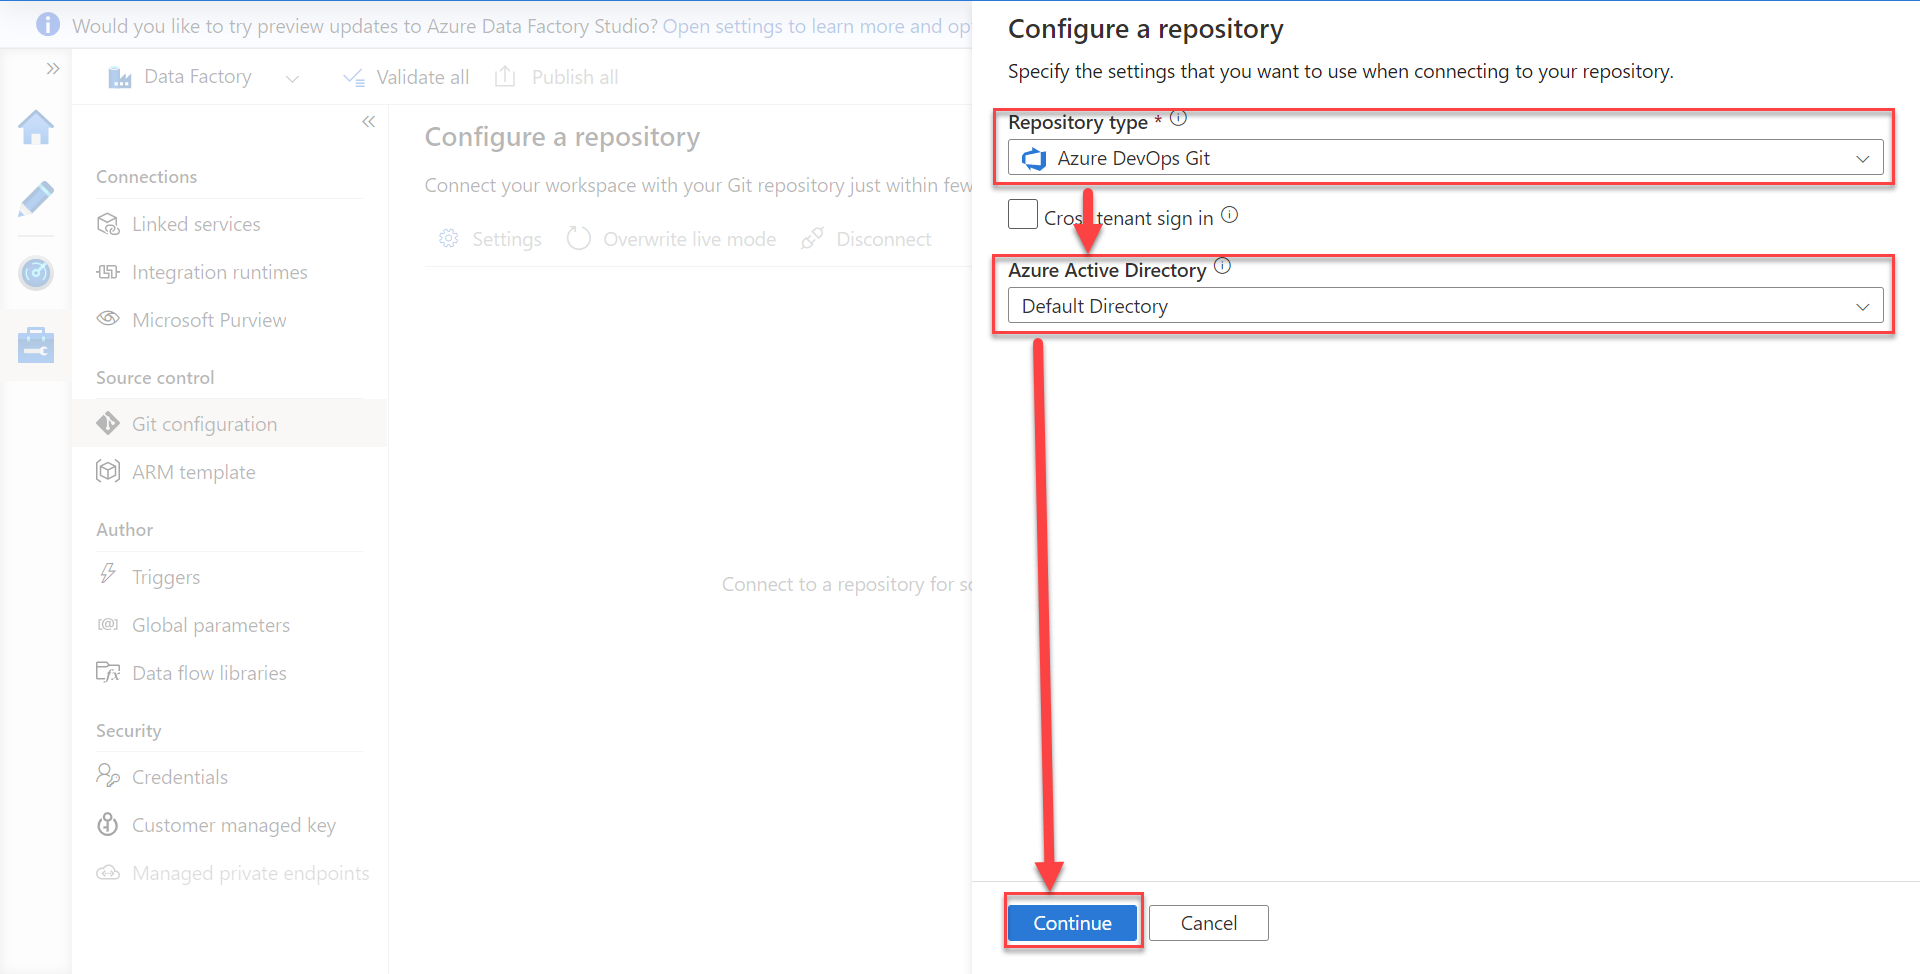 Would you like to try preview updates to Azure Data Factory Studio? Open settings to learn more and op
Data Factory
Validate all
Publish all
Connections
Linked services
Integration runtimes
Microsoft Purview
Source control
Git configuration
ARM template
Author
Triggers
Global parameters
Data flow libraries
Security
Credentials
Customer managed key
Managed private endpoints
Configure a repository
Connect your workspace with your Git repository just within few
Settings
Overwrite live mode
Disconnect
Connect to a repository for
Configure a repository
Specify the settings that you want to use when connecting to your repository.
Repository type *
Azure DevOps Git
tenant sign in
Azure Active Directory
Default Directory
Continue
Cancel